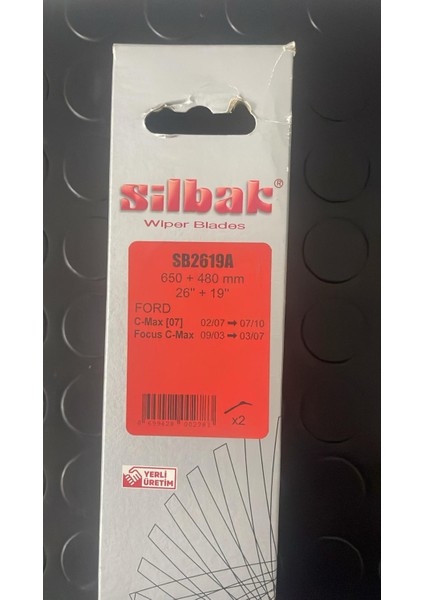 silbak®
Wiper Blades
SB2619A
650 + 480 mm
26" + 19"
FORD
C-Max [07] 02/07 ➡ 07/10
Focus C-Max 09/03 ➡ 03/07
x2
YERLİ
ÜRETİM